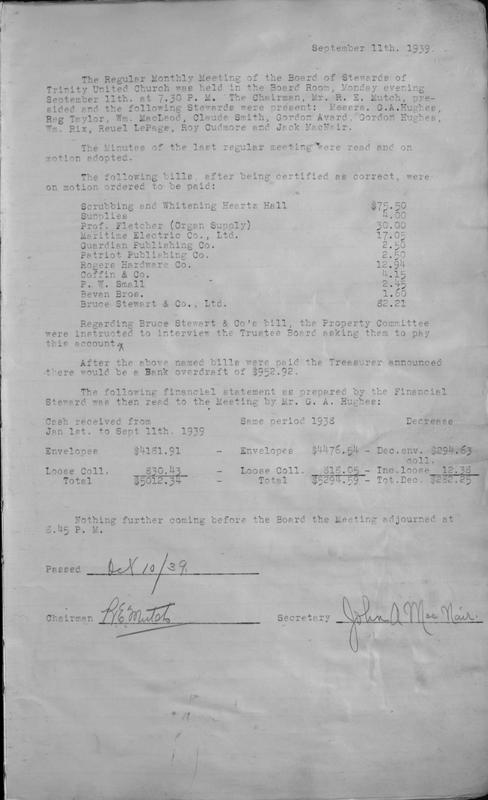 September 11th. 1939.
The Regular Monthly Meeting of the Board of Stewards of
Trinity United Church was held in the Board Room, Monday evening
September 11th. at 7.30 P. M. The Chairman, Mr. R. E. Mutch, pre-
sided and the following Stewards were present: Messrs. G.A.Hughes,
Reg Taylor, Wm. MacLeod, Claude Smith, Gordon Avard, Gordon Hughes,
Wm. Rix, Reuel LePage, Roy Cudmore and Jack MacNair.
The Minutes of the last regular meeting were read and on
motion adopted.
The following bills, after being certified as correct, were
on motion ordered to be paid:
Scrubbing and Whitening Heartz Hall $75.50
Supplies 4.00
Prof. Fletcher (Organ Supply) 30.00
Maritime Electric Co., Ltd. 17.05
Guardian Publishing Co. 2.50
Patriot Publishing Co. 2.50
Rogers Hardware Co. 12.94
Coffin & Co. 4.15
P. W. Small 2.45
Bevan Bros. 1.60
Bruce Stewart & Co., Ltd. 82.21
Regarding Bruce Stewart & Co's bill, the Property Committee
were instructed to interview the Trustee Board asking them to pay
this account.
After the above named bills were paid the Treasurer announced
there would be a Bank overdraft of $952.92.
The following financial statement as prepared by the Financial
Steward was then read to the Meeting by Mr. G. A. Hughes:
Cash received from Same period 1938 Decrease
Jan 1st. to Sept 11th. 1939
Envelopes $4181.91 - Envelopes $4476.54 - Dec.env. $294.63
coll.
Loose Coll. 830.43 - Loose Coll. 818.05 - Inc.loose 12.38
Total $5012.34 - Total $5294.59 - Tot.Dec. $282.25
Nothing further coming before the Board the Meeting adjourned at
8.45 P. M.
Passed Oct 10/39
Chairman R.E. Mutch Secretary John A MacNair